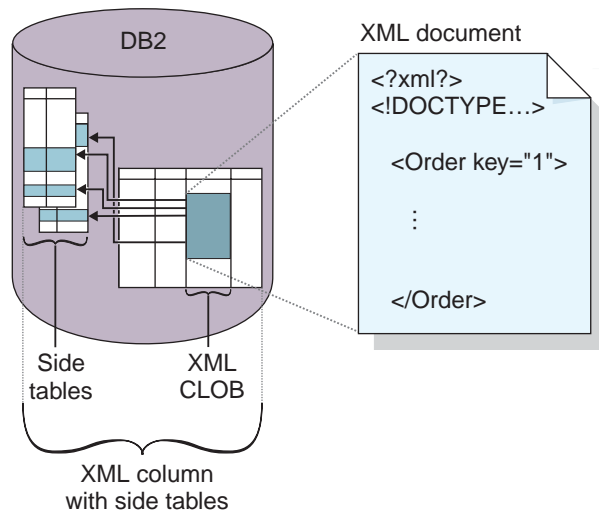 DB2
XML document
<?xml?>
<!DOCTYPE...>
<Order key="1">
⋮
</Order>
Side
tables
XML
CLOB
XML column
with side tables